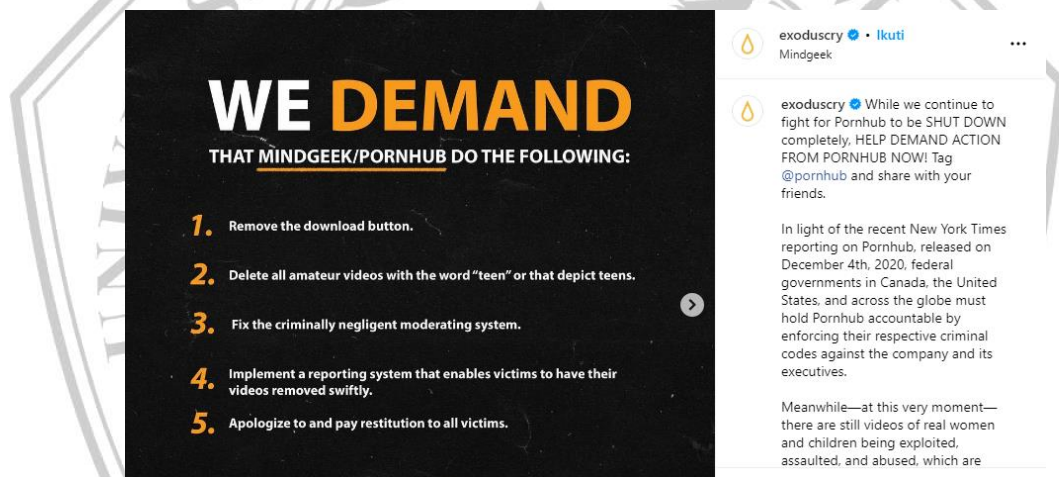 WE DEMAND
THAT MINDGEEK/PORNHUB DO THE FOLLOWING:
1. Remove the download button.
2. Delete all amateur videos with the word “teen” or that depict teens.
3. Fix the criminally negligent moderating system.
4. Implement a reporting system that enables victims to have their
videos removed swiftly.
5. Apologize to and pay restitution to all victims.
exoduscry • Ikuti
Mindgeek
exoduscry While we continue to
fight for Pornhub to be SHUT DOWN
completely, HELP DEMAND ACTION
FROM PORNHUB NOW! Tag
@pornhub and share with your
friends.
In light of the recent New York Times
reporting on Pornhub, released on
December 4th, 2020, federal
governments in Canada, the United
States, and across the globe must
hold Pornhub accountable by
enforcing their respective criminal
codes against the company and its
executives.
Meanwhile—at this very moment—
there are still videos of real women
and children being exploited,
assaulted, and abused, which are